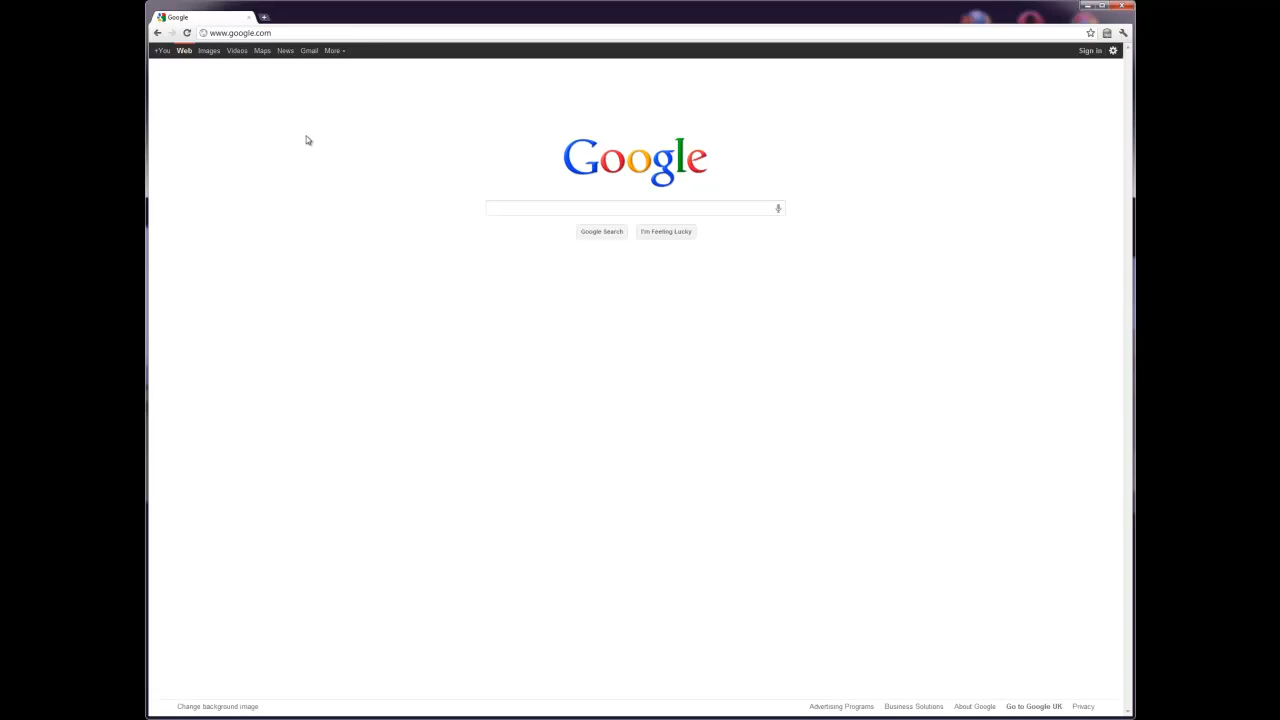 Google
www.google.com
+You Web Images Videos Maps News Gmail More Sign in
Google
Google Search I'm Feeling Lucky
Change background image Advertising Programs Business Solutions About Google Go to Google UK Privacy